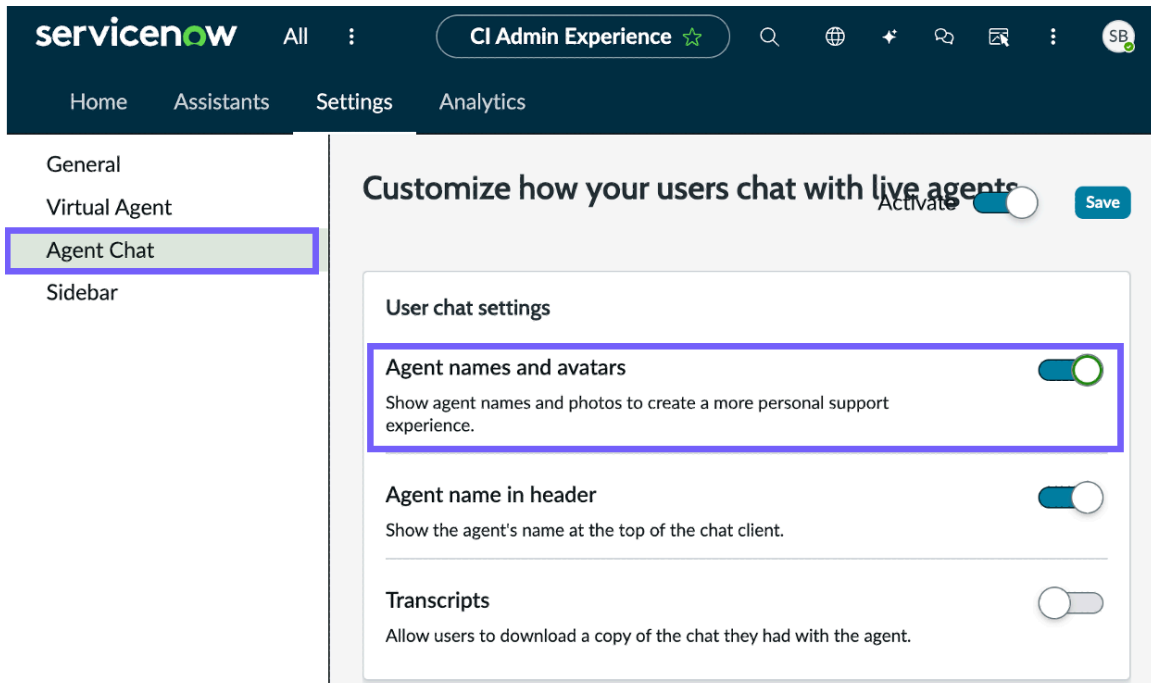 servicenow All CI Admin Experience SB
Home Assistants Settings Analytics
General
Virtual Agent
Agent Chat
Sidebar
Customize how your users chat with live agents
Activate
Save
User chat settings
Agent names and avatars
Show agent names and photos to create a more personal support
experience.
Agent name in header
Show the agent's name at the top of the chat client.
Transcripts
Allow users to download a copy of the chat they had with the agent.